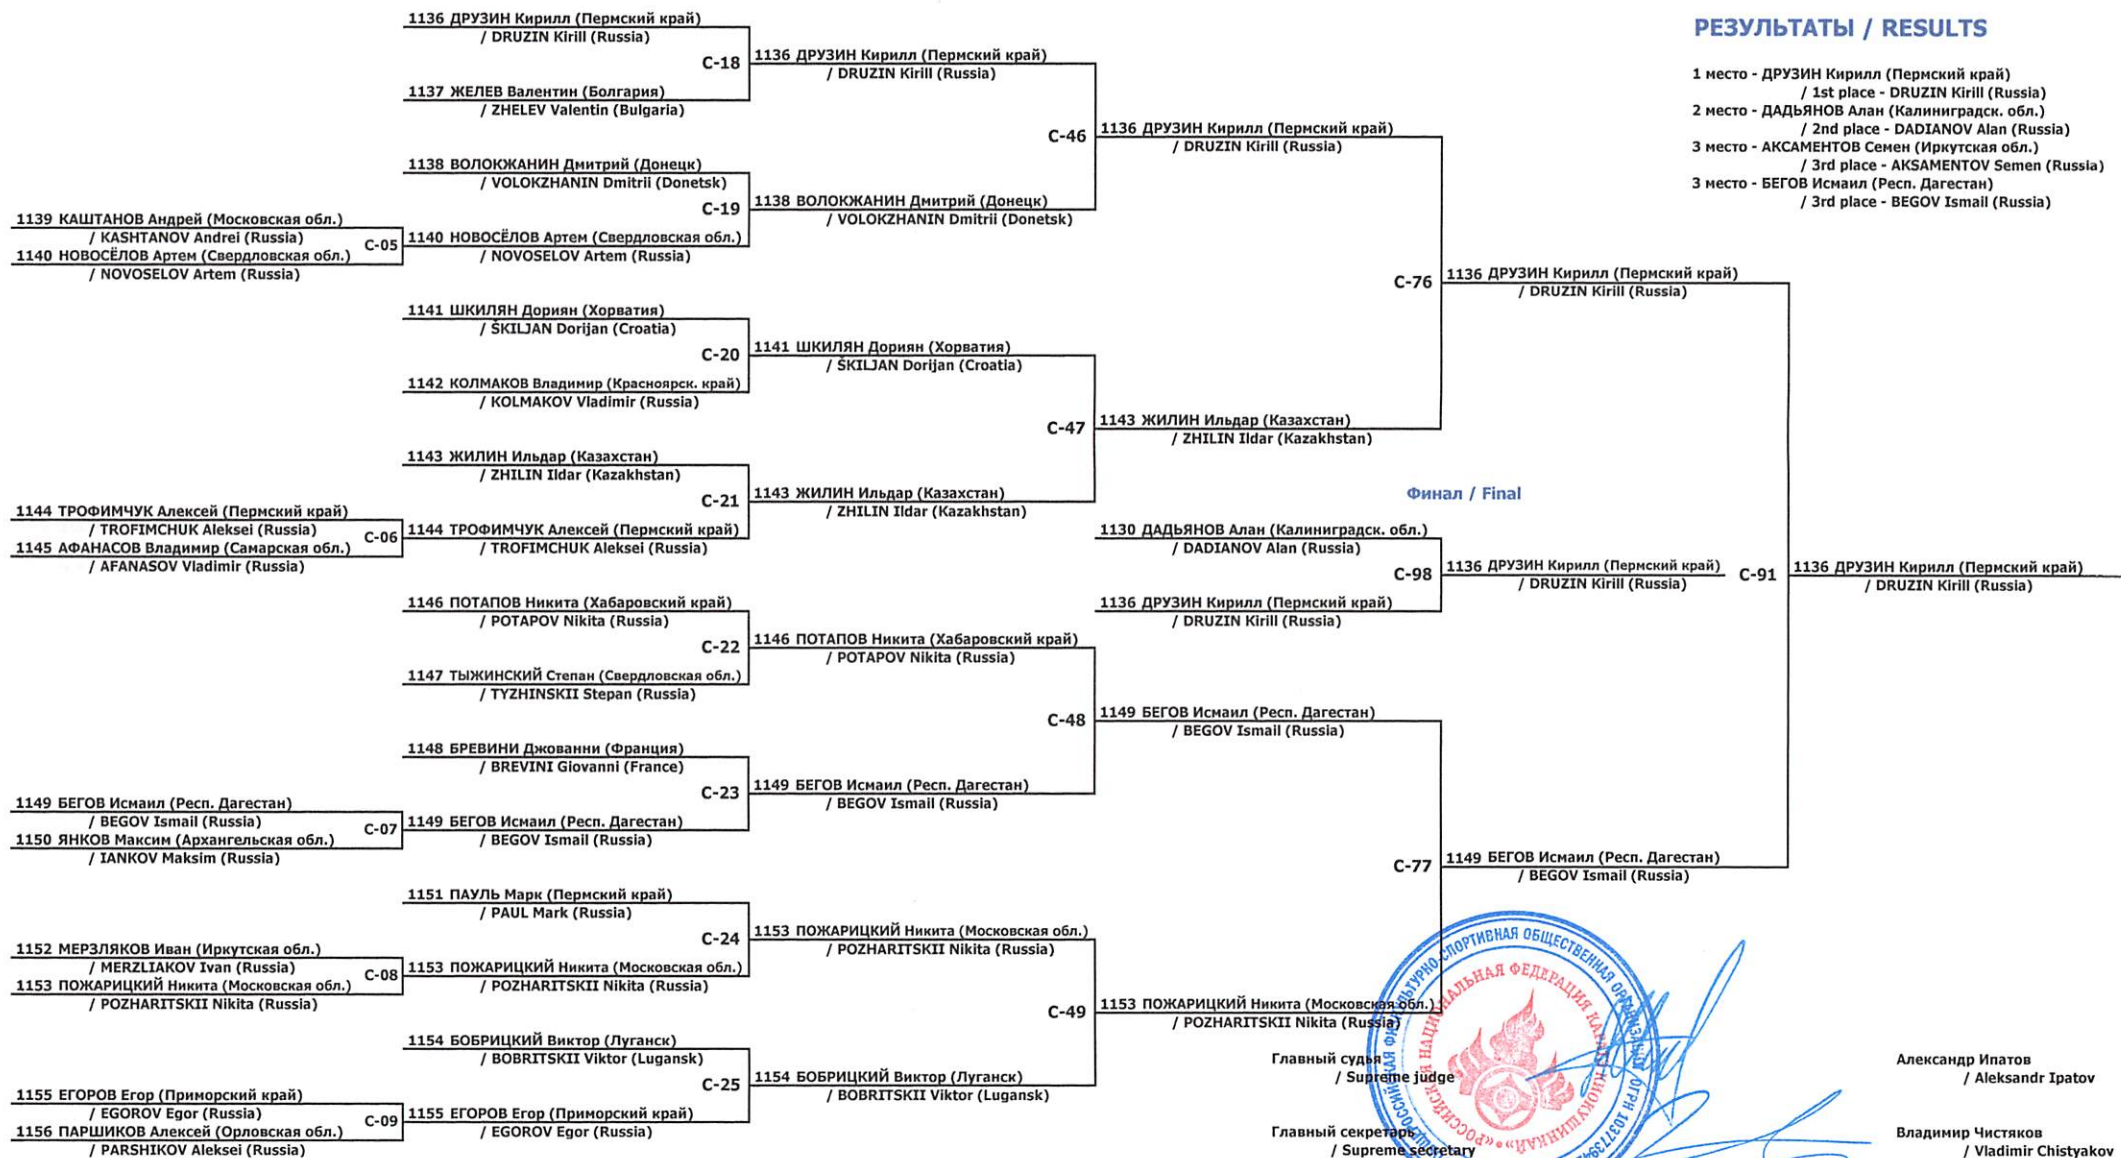 РЕЗУЛЬТАТЫ / RESULTS
1 место - ДРУЗИН Кирилл (Пермский край)
/ 1st place - DRUZIN Kirill (Russia)
2 место - ДАДЬЯНОВ Алан (Калиниградск. обл.)
/ 2nd place - DADIANOV Alan (Russia)
3 место - АКСАМЕНТОВ Семен (Иркутская обл.)
/ 3rd place - AKSAMENTOV Semen (Russia)
3 место - БЕГОВ Исмаил (Респ. Дагестан)
/ 3rd place - BEGOV Ismail (Russia)
1139 КАШТАНОВ Андрей (Московская обл.)
/ KASHTANOV Andrei (Russia)
C-05
1140 НОВОСЁЛОВ Артем (Свердловская обл.)
/ NOVOSELOV Artem (Russia)
1144 ТРОФИМЧУК Алексей (Пермский край)
/ TROFIMCHUK Aleksei (Russia)
C-06
1145 АФАНАСОВ Владимир (Самарская обл.)
/ AFANASOV Vladimir (Russia)
1149 БЕГОВ Исмаил (Респ. Дагестан)
/ BEGOV Ismail (Russia)
C-07
1150 ЯНКОВ Максим (Архангельская обл.)
/ IANKOV Maksim (Russia)
1152 МЕРЗЛЯКОВ Иван (Иркутская обл.)
/ MERZLIAKOV Ivan (Russia)
C-08
1153 ПОЖАРИЦКИЙ Никита (Московская обл.)
/ POZHARITSKII Nikita (Russia)
1155 ЕГОРОВ Егор (Приморский край)
/ EGOROV Egor (Russia)
C-09
1156 ПАРШИКОВ Алексей (Орловская обл.)
/ PARSHIKOV Aleksei (Russia)
1136 ДРУЗИН Кирилл (Пермский край)
/ DRUZIN Kirill (Russia)
C-18
1137 ЖЕЛЕВ Валентин (Болгария)
/ ZHELEV Valentin (Bulgaria)
1138 ВОЛОКЖАНИН Дмитрий (Донецк)
/ VOLOKZHANIN Dmitrii (Donetsk)
C-19
1140 НОВОСЁЛОВ Артем (Свердловская обл.)
/ NOVOSELOV Artem (Russia)
1141 ШКИЛЯН Дориян (Хорватия)
/ ŠKILJAN Dorijan (Croatia)
C-20
1142 КОЛМАКОВ Владимир (Красноярск. край)
/ KOLMAKOV Vladimir (Russia)
1143 ЖИЛИН Ильдар (Казахстан)
/ ZHILIN Ildar (Kazakhstan)
C-21
1144 ТРОФИМЧУК Алексей (Пермский край)
/ TROFIMCHUK Aleksei (Russia)
1146 ПОТАПОВ Никита (Хабаровский край)
/ POTAPOV Nikita (Russia)
C-22
1147 ТЫЖИНСКИЙ Степан (Свердловская обл.)
/ TYZHINSKII Stepan (Russia)
1148 БРЕВИНИ Джованни (Франция)
/ BREVINI Giovanni (France)
C-23
1149 БЕГОВ Исмаил (Респ. Дагестан)
/ BEGOV Ismail (Russia)
1151 ПАУЛЬ Марк (Пермский край)
/ PAUL Mark (Russia)
C-24
1153 ПОЖАРИЦКИЙ Никита (Московская обл.)
/ POZHARITSKII Nikita (Russia)
1154 БОБРИЦКИЙ Виктор (Луганск)
/ BOBRITSKII Viktor (Lugansk)
C-25
1155 ЕГОРОВ Егор (Приморский край)
/ EGOROV Egor (Russia)
1136 ДРУЗИН Кирилл (Пермский край)
/ DRUZIN Kirill (Russia)
C-46
1138 ВОЛОКЖАНИН Дмитрий (Донецк)
/ VOLOKZHANIN Dmitrii (Donetsk)
1141 ШКИЛЯН Дориян (Хорватия)
/ ŠKILJAN Dorijan (Croatia)
C-47
1143 ЖИЛИН Ильдар (Казахстан)
/ ZHILIN Ildar (Kazakhstan)
1146 ПОТАПОВ Никита (Хабаровский край)
/ POTAPOV Nikita (Russia)
C-48
1149 БЕГОВ Исмаил (Респ. Дагестан)
/ BEGOV Ismail (Russia)
1153 ПОЖАРИЦКИЙ Никита (Московская обл.)
/ POZHARITSKII Nikita (Russia)
C-49
1154 БОБРИЦКИЙ Виктор (Луганск)
/ BOBRITSKII Viktor (Lugansk)
1136 ДРУЗИН Кирилл (Пермский край)
/ DRUZIN Kirill (Russia)
C-76
1143 ЖИЛИН Ильдар (Казахстан)
/ ZHILIN Ildar (Kazakhstan)
Финал / Final
1130 ДАДЬЯНОВ Алан (Калиниградск. обл.)
/ DADIANOV Alan (Russia)
C-98
1136 ДРУЗИН Кирилл (Пермский край)
/ DRUZIN Kirill (Russia)
1136 ДРУЗИН Кирилл (Пермский край)
/ DRUZIN Kirill (Russia)
1149 БЕГОВ Исмаил (Респ. Дагестан)
/ BEGOV Ismail (Russia)
C-77
1153 ПОЖАРИЦКИЙ Никита (Московская обл.)
/ POZHARITSKII Nikita (Russia)
1136 ДРУЗИН Кирилл (Пермский край)
/ DRUZIN Kirill (Russia)
C-91
1149 БЕГОВ Исмаил (Респ. Дагестан)
/ BEGOV Ismail (Russia)
1136 ДРУЗИН Кирилл (Пермский край)
/ DRUZIN Kirill (Russia)
Главный судья
/ Supreme judge
Александр Ипатов
/ Aleksandr Ipatov
Главный секретарь
/ Supreme secretary
Владимир Чистяков
/ Vladimir Chistyakov
СПОРТИВНАЯ ОБЩЕСТВЕННАЯ
НАЦИОНАЛЬНАЯ ФЕДЕРАЦИЯ